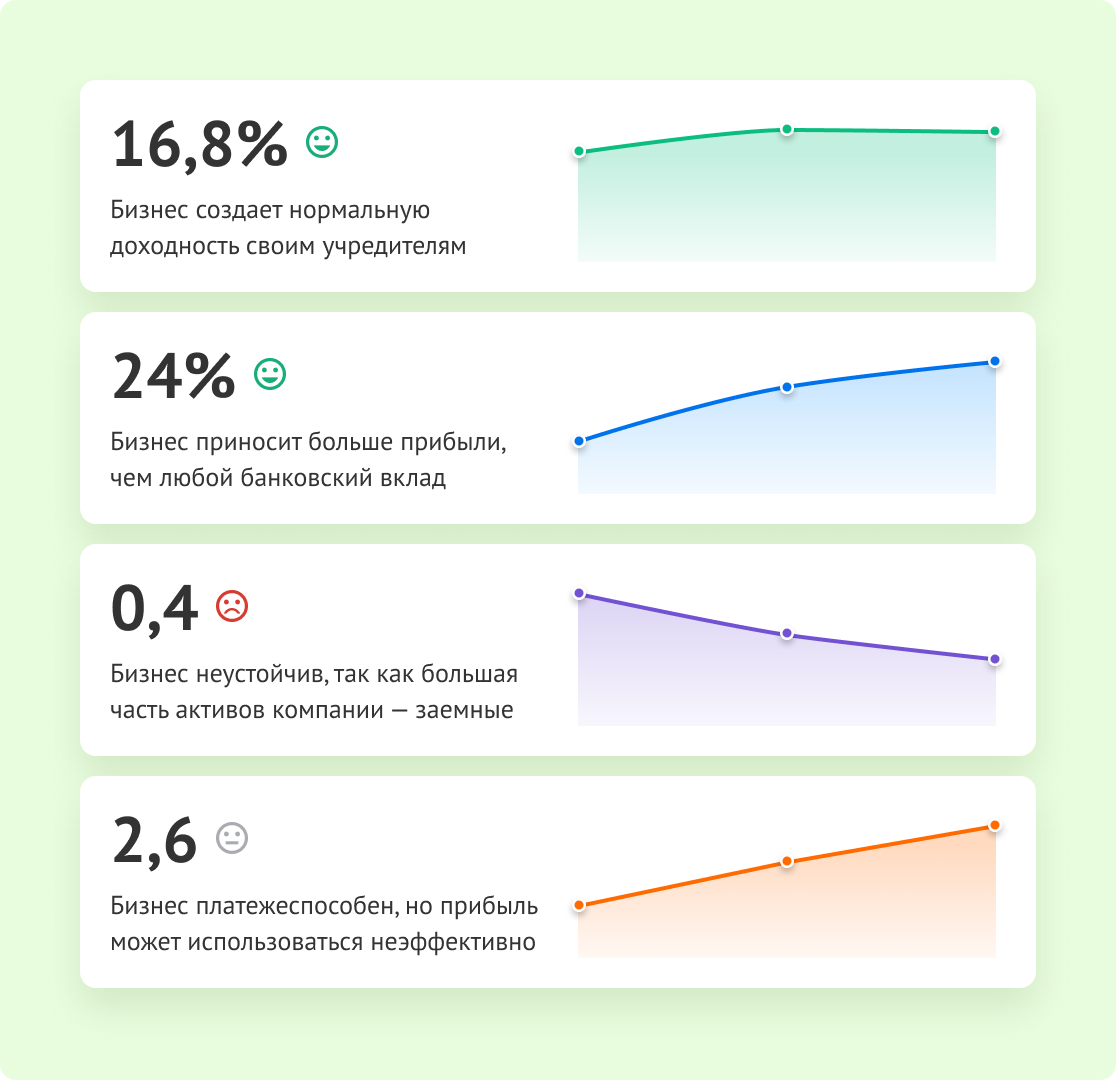 16,8%
Бизнес создает нормальную
доходность своим учредителям
24%
Бизнес приносит больше прибыли,
чем любой банковский вклад
0,4
Бизнес неустойчив, так как большая
часть активов компании — заемные
2,6
Бизнес платежеспособен, но прибыль
может использоваться неэффективно